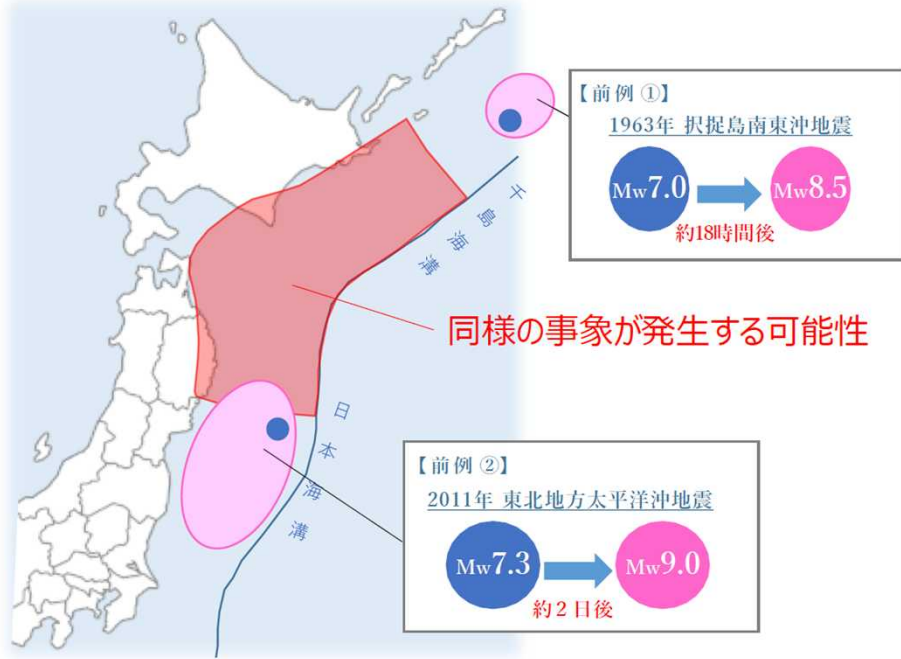 【前例①】
1963年 択捉島南東沖地震
Mw7.0
Mw8.5
約18時間後
千島海溝
同様の事象が発生する可能性
日本海溝
【前例②】
2011年 東北地方太平洋沖地震
Mw7.3
Mw9.0
約2日後